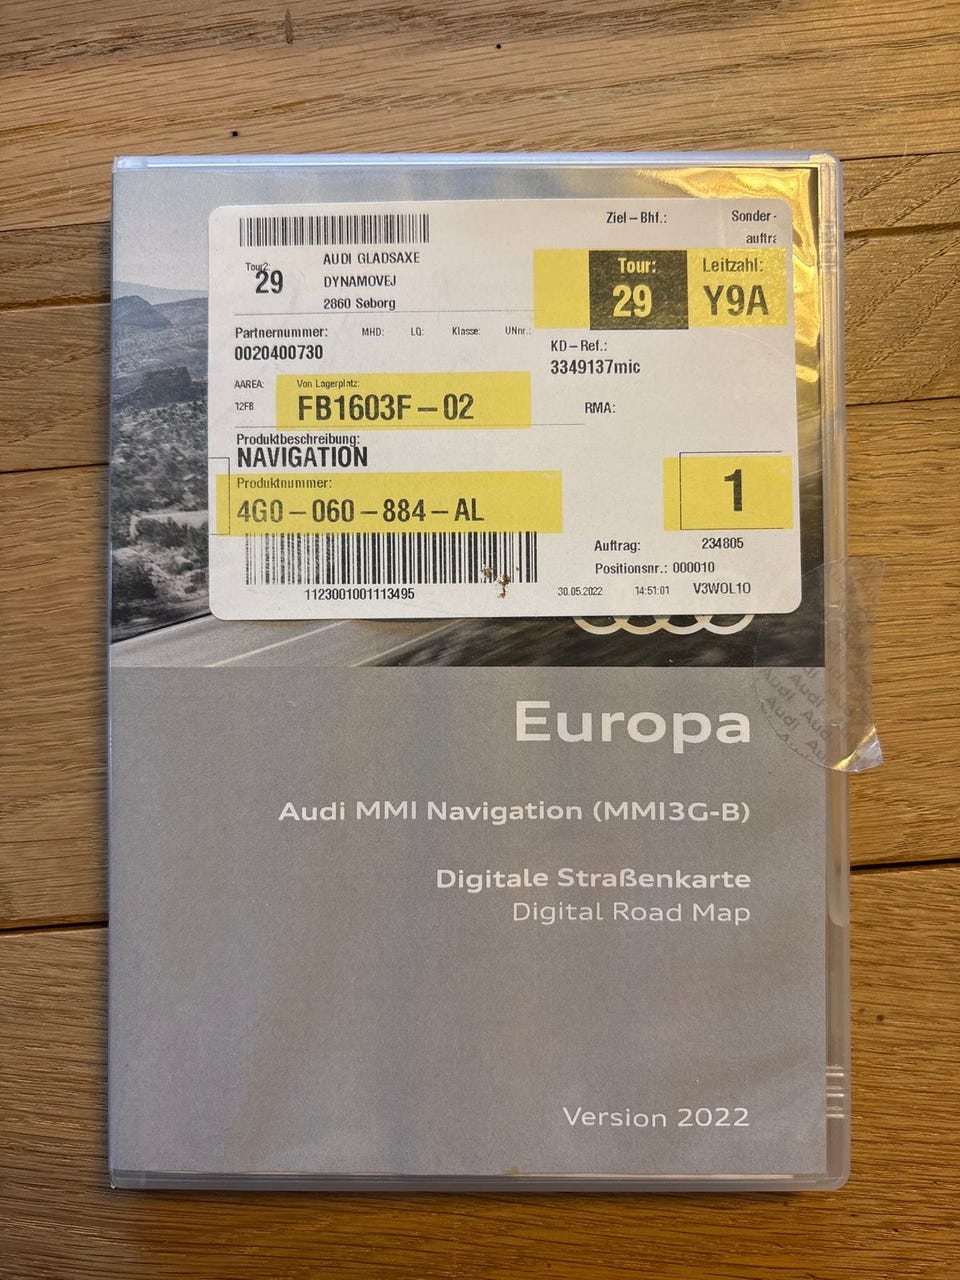 Ziel-Bhf.: Sonder-
auftra
Tour2:
29
AUDI GLADSAXE
DYNAMOVEJ
2860 Søborg
Tour:
29
Leitzahl:
Y9A
Partnernummer: MHD: LQ: Klasse: UNnr.:
0020400730
KD-Ref.:
3349137mic
AAREA:
12FB
Von Lagerplatz:
FB1603F-02
RMA:
Produktbeschreibung:
NAVIGATION
Produktnummer:
4G0-060-884-AL
1
Auftrag: 234805
Positionsnr.: 000010
1123001001113495
30.05.2022 14:51:01 V3WOL10
Europa
Audi Audi Audi
Audi MMI Navigation (MMI3G-B)
Digitale Straßenkarte
Digital Road Map
Version 2022